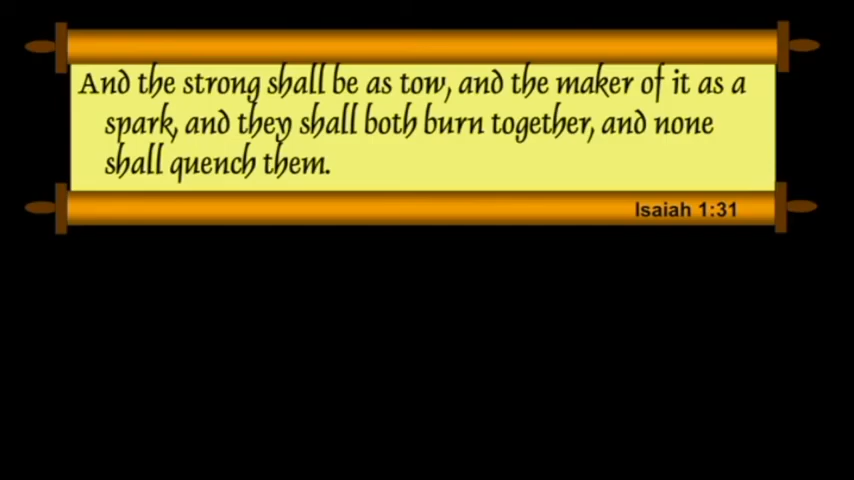 And the strong shall be as tow, and the maker of it as a
spark, and they shall both burn together, and none
shall quench them.
Isaiah 1:31